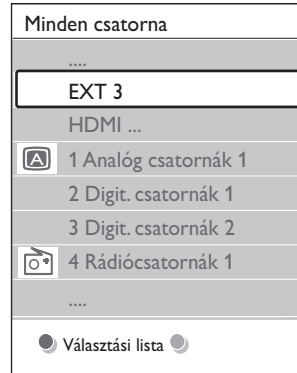 Minden csatorna
....
EXT 3
HDMI ...
A 1 Analóg csatornák 1
2 Digit. csatornák 1
3 Digit. csatornák 2
4 Rádiócsatornák 1
....
Választási lista